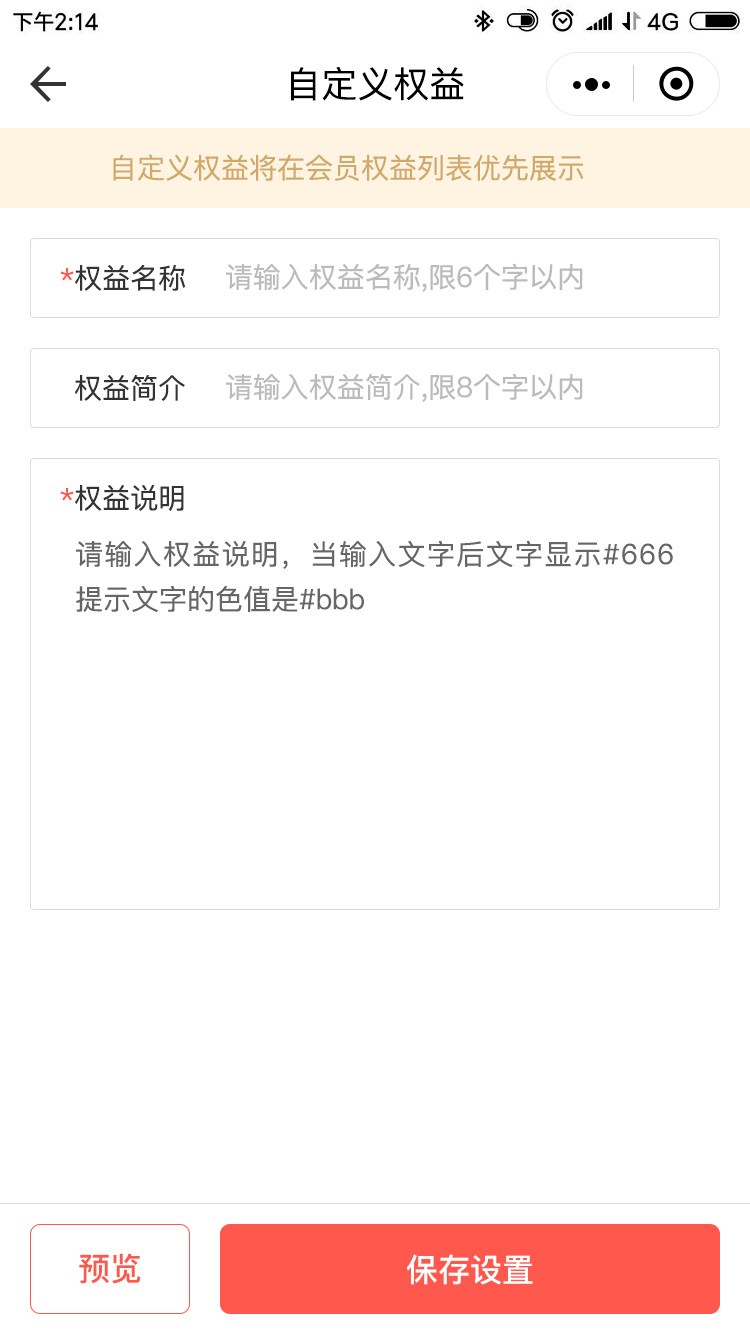 下午2:14
4G
自定义权益
自定义权益将在会员权益列表优先展示
*权益名称 请输入权益名称,限6个字以内
权益简介 请输入权益简介,限8个字以内
*权益说明
请输入权益说明，当输入文字后文字显示#666
提示文字的色值是#bbb
预览
保存设置